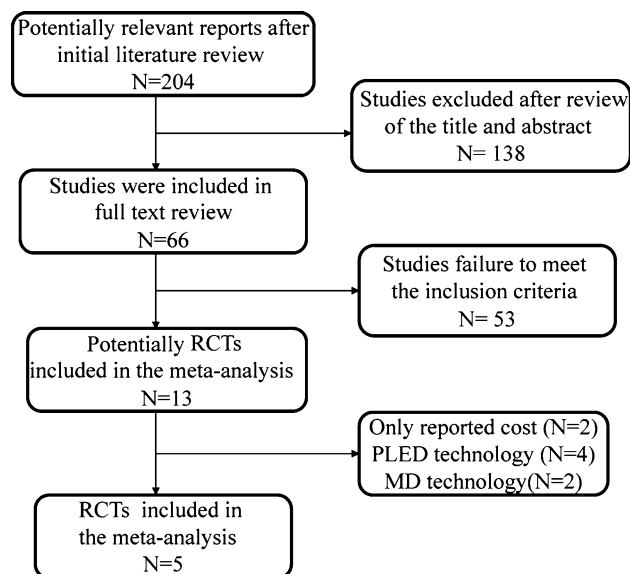 Potentially relevant reports after
initial literature review
N=204
Studies excluded after review
of the title and abstract
N= 138
Studies were included in
full text review
N=66
Studies failure to meet
the inclusion criteria
N= 53
Potentially RCTs
included in the meta-analysis
N=13
Only reported cost (N=2)
PLED technology (N=4)
MD technology(N=2)
RCTs included in
the meta-analysis
N=5